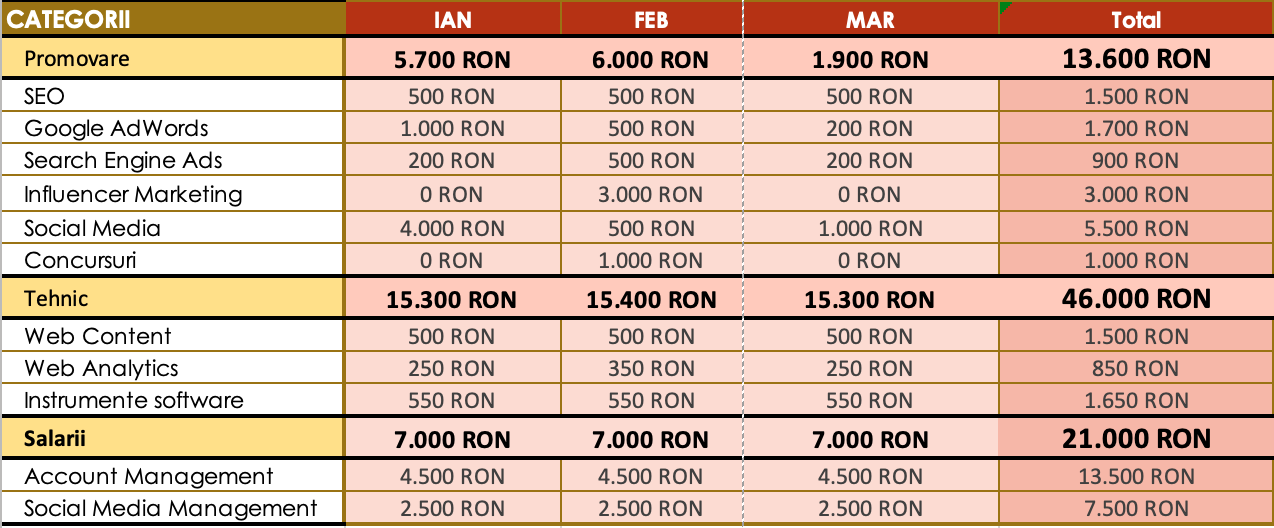 CATEGORII IAN FEB MAR Total
Promovare 5.700 RON 6.000 RON 1.900 RON 13.600 RON
SEO 500 RON 500 RON 500 RON 1.500 RON
Google AdWords 1.000 RON 500 RON 200 RON 1.700 RON
Search Engine Ads 200 RON 500 RON 200 RON 900 RON
Influencer Marketing 0 RON 3.000 RON 0 RON 3.000 RON
Social Media 4.000 RON 500 RON 1.000 RON 5.500 RON
Concursuri 0 RON 1.000 RON 0 RON 1.000 RON
Tehnic 15.300 RON 15.400 RON 15.300 RON 46.000 RON
Web Content 500 RON 500 RON 500 RON 1.500 RON
Web Analytics 250 RON 350 RON 250 RON 850 RON
Instrumente software 550 RON 550 RON 550 RON 1.650 RON
Salarii 7.000 RON 7.000 RON 7.000 RON 21.000 RON
Account Management 4.500 RON 4.500 RON 4.500 RON 13.500 RON
Social Media Management 2.500 RON 2.500 RON 2.500 RON 7.500 RON